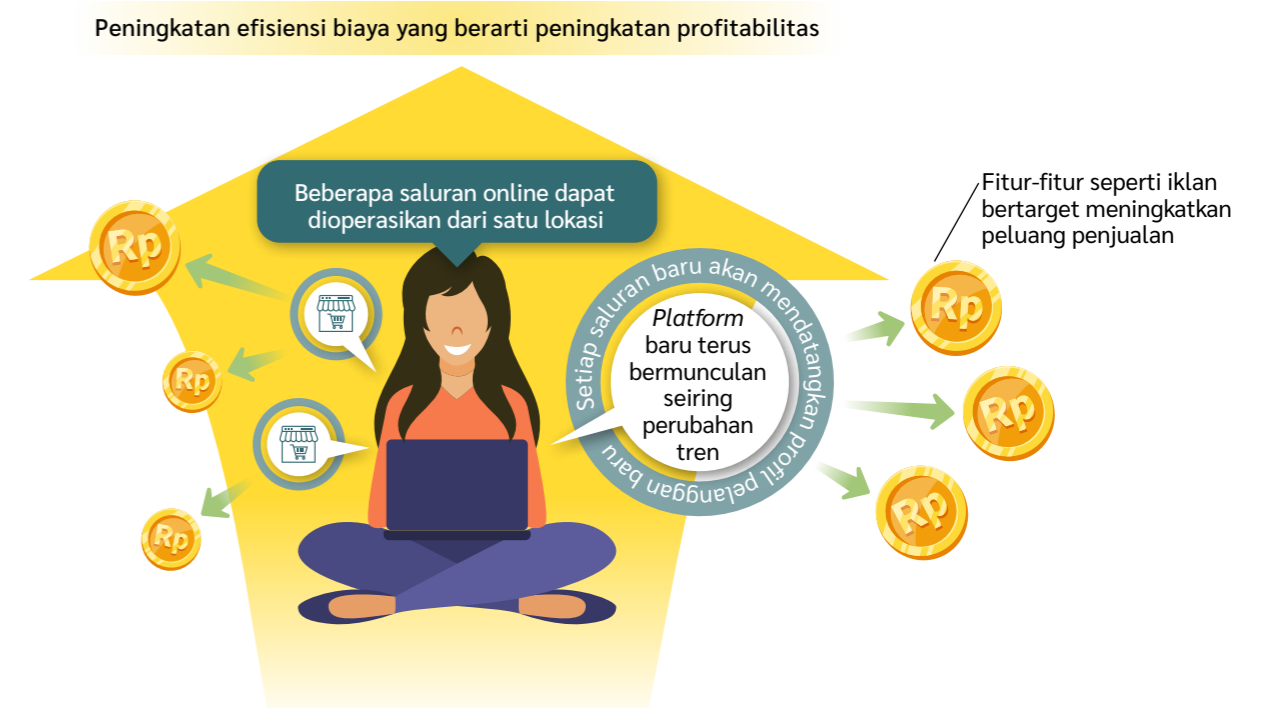 Peningkatan efisiensi biaya yang berarti peningkatan profitabilitas
Beberapa saluran online dapat
dioperasikan dari satu lokasi
Fitur-fitur seperti iklan
bertarget meningkatkan
peluang penjualan
Rp
Rp
Rp
Setiap saluran baru akan mendatangkan profil pelanggan baru
Platform
baru terus
bermunculan
seiring
perubahan
tren
Rp
Rp
Rp